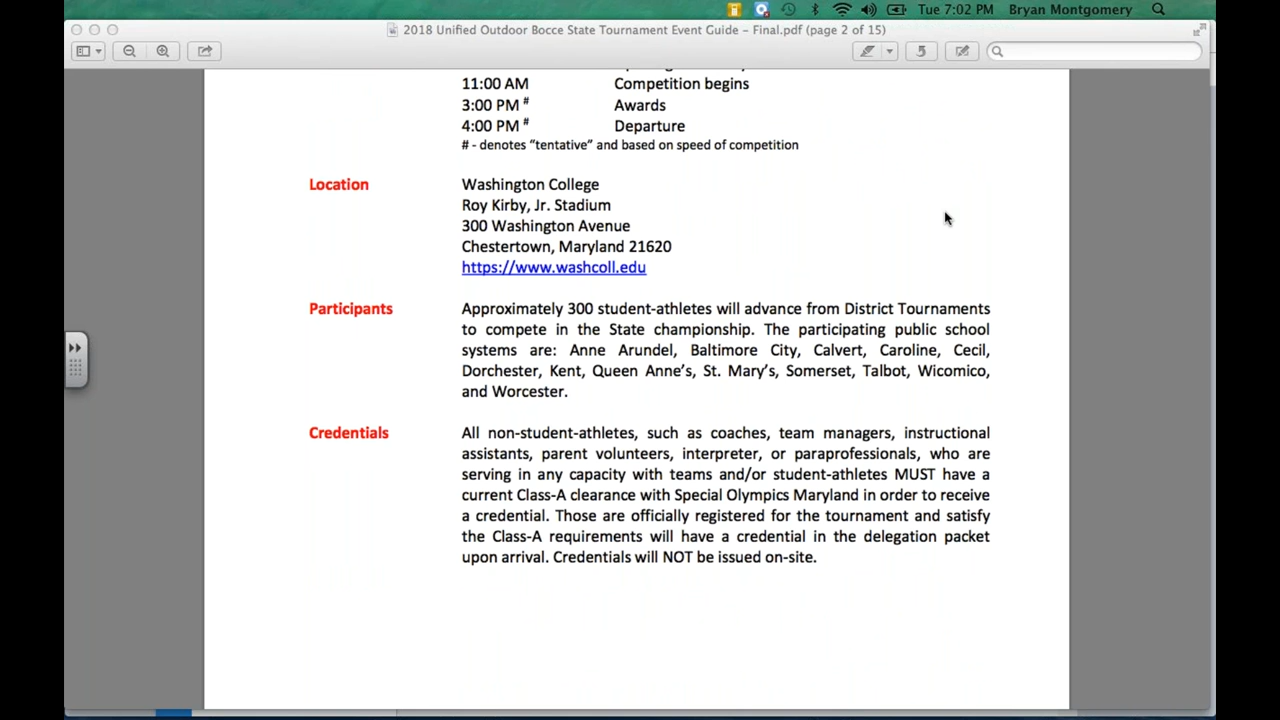 Tue 7:02 PM Bryan Montgomery
2018 Unified Outdoor Bocce State Tournament Event Guide – Final.pdf (page 2 of 15)
11:00 AM Competition begins
3:00 PM # Awards
4:00 PM # Departure
# - denotes “tentative” and based on speed of competition
Location Washington College
Roy Kirby, Jr. Stadium
300 Washington Avenue
Chestertown, Maryland 21620
https://www.washcoll.edu
Participants Approximately 300 student-athletes will advance from District Tournaments
to compete in the State championship. The participating public school
systems are: Anne Arundel, Baltimore City, Calvert, Caroline, Cecil,
Dorchester, Kent, Queen Anne’s, St. Mary’s, Somerset, Talbot, Wicomico,
and Worcester.
Credentials All non-student-athletes, such as coaches, team managers, instructional
assistants, parent volunteers, interpreter, or paraprofessionals, who are
serving in any capacity with teams and/or student-athletes MUST have a
current Class-A clearance with Special Olympics Maryland in order to receive
a credential. Those are officially registered for the tournament and satisfy
the Class-A requirements will have a credential in the delegation packet
upon arrival. Credentials will NOT be issued on-site.